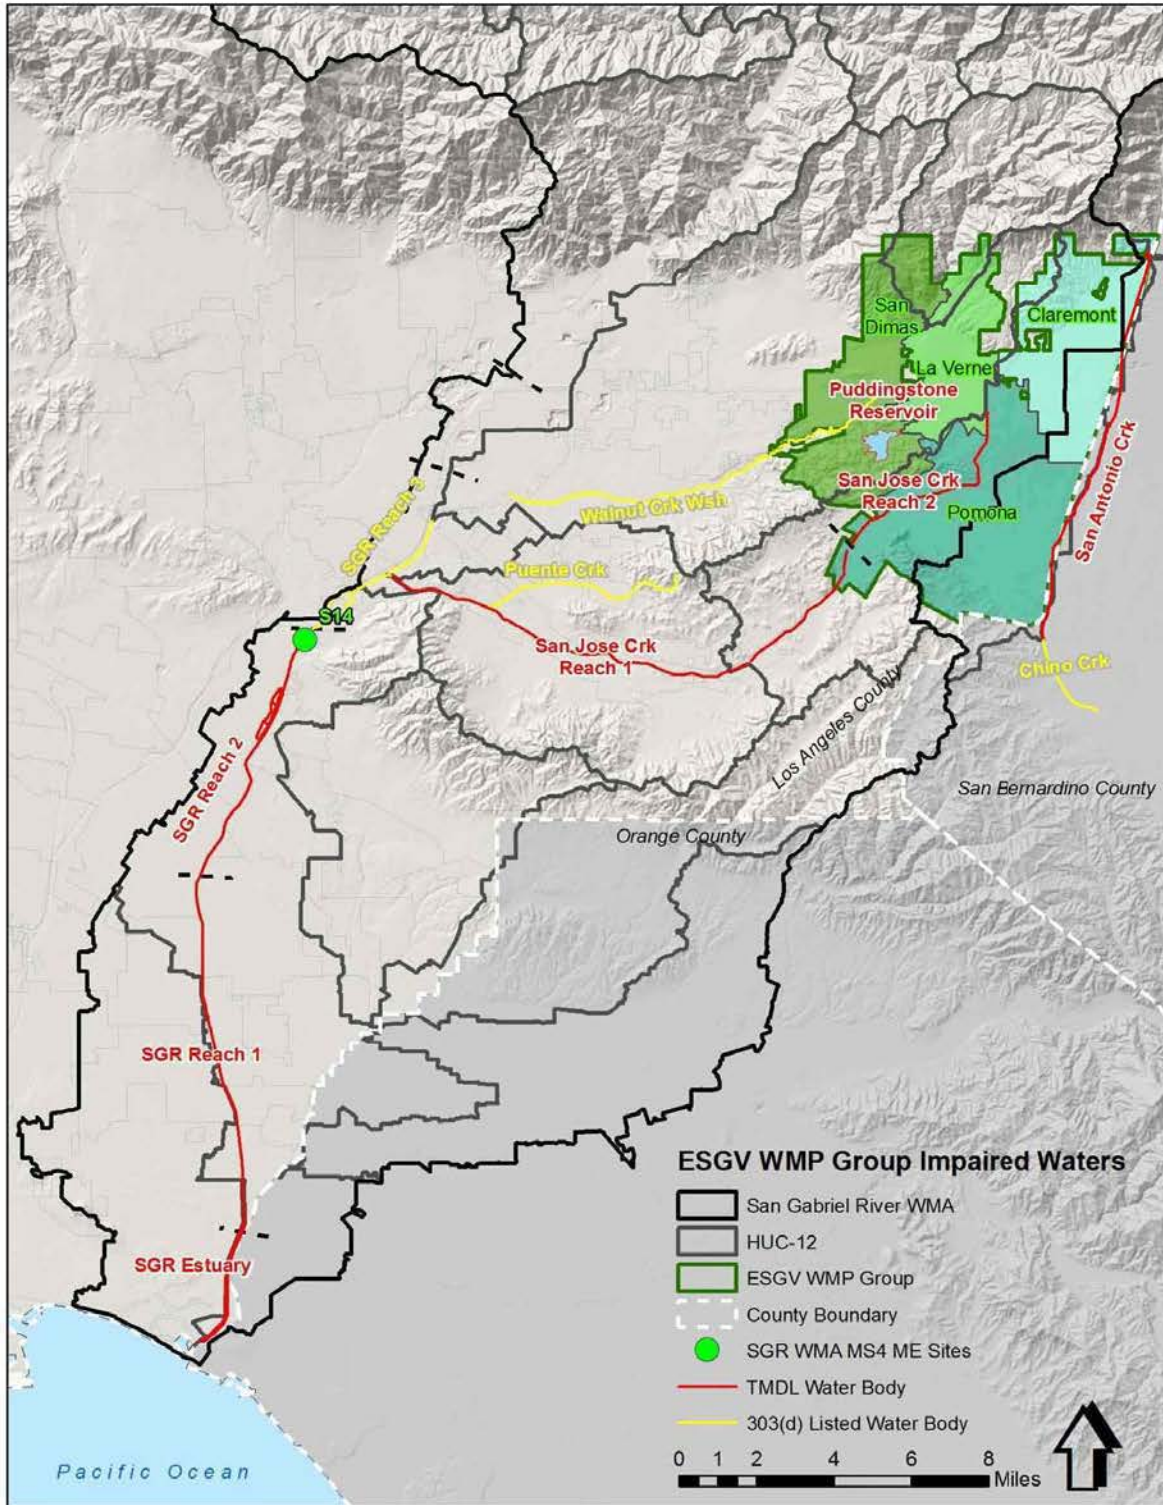 San
Dimas
Claremont
La Verne
Puddingstone
Reservoir
San Jose Crk
Reach 2
Pomona
San Antonio Crk
SGR Reach 3
Walnut Crk Wsh
Puente Crk
S14
San Jose Crk
Reach 1
Chino Crk
Los Angeles County
SGR Reach 2
San Bernardino County
Orange County
SGR Reach 1
SGR Estuary
Pacific Ocean
ESGV WMP Group Impaired Waters
San Gabriel River WMA
HUC-12
ESGV WMP Group
County Boundary
SGR WMA MS4 ME Sites
TMDL Water Body
303(d) Listed Water Body
0 1 2 4 6 8
Miles